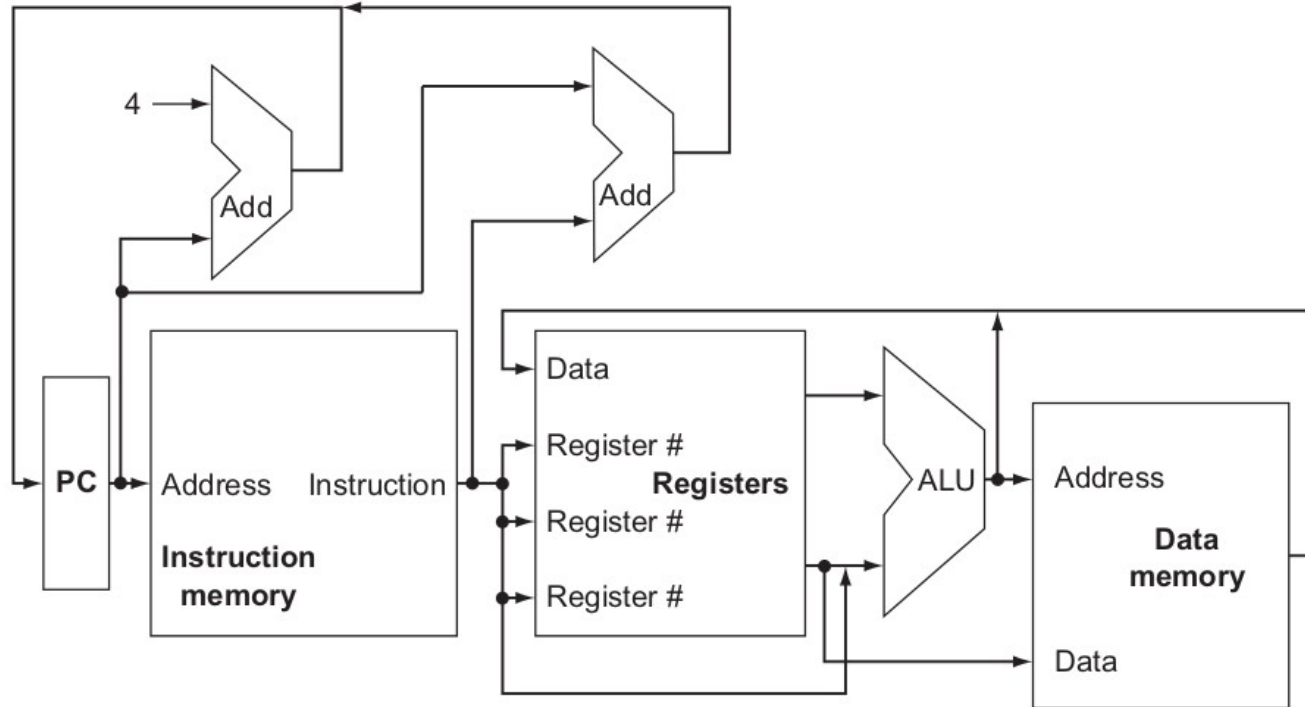 4
Add
Add
PC
Address
Instruction
Instruction
memory
Data
Register #
Registers
Register #
Register #
ALU
Address
Data
memory
Data